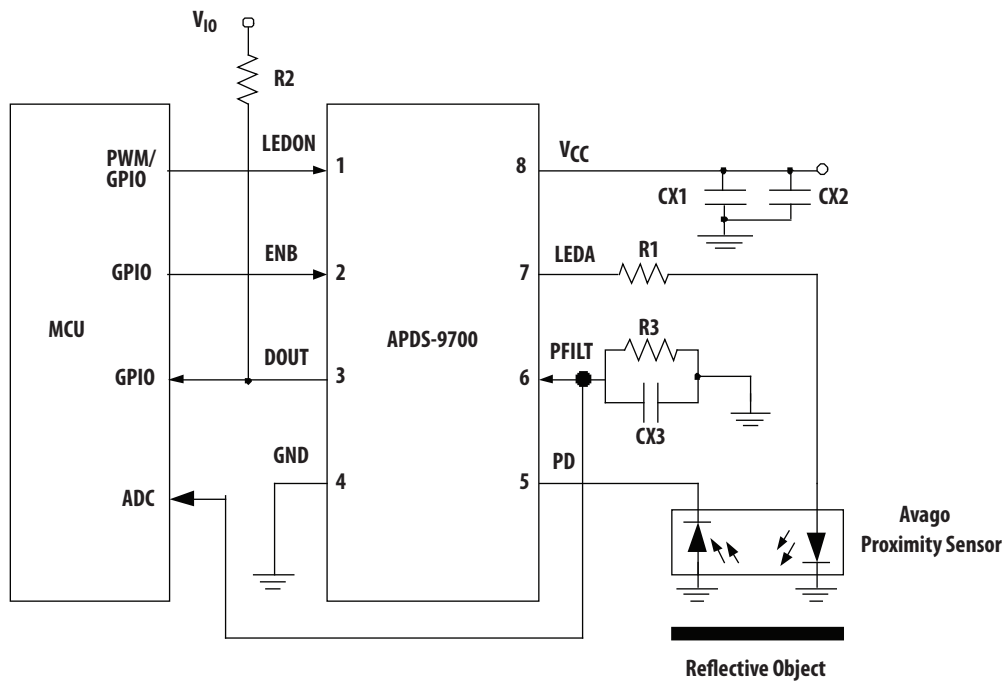 VIO
R2
LEDON
PWM/
GPIO
1
8
VCC
CX1
CX2
ENB
GPIO
2
7
LEDA
R1
MCU
APDS-9700
DOUT
GPIO
3
6
PFILT
R3
CX3
GND
4
5
PD
ADC
Avago
Proximity Sensor
Reflective Object